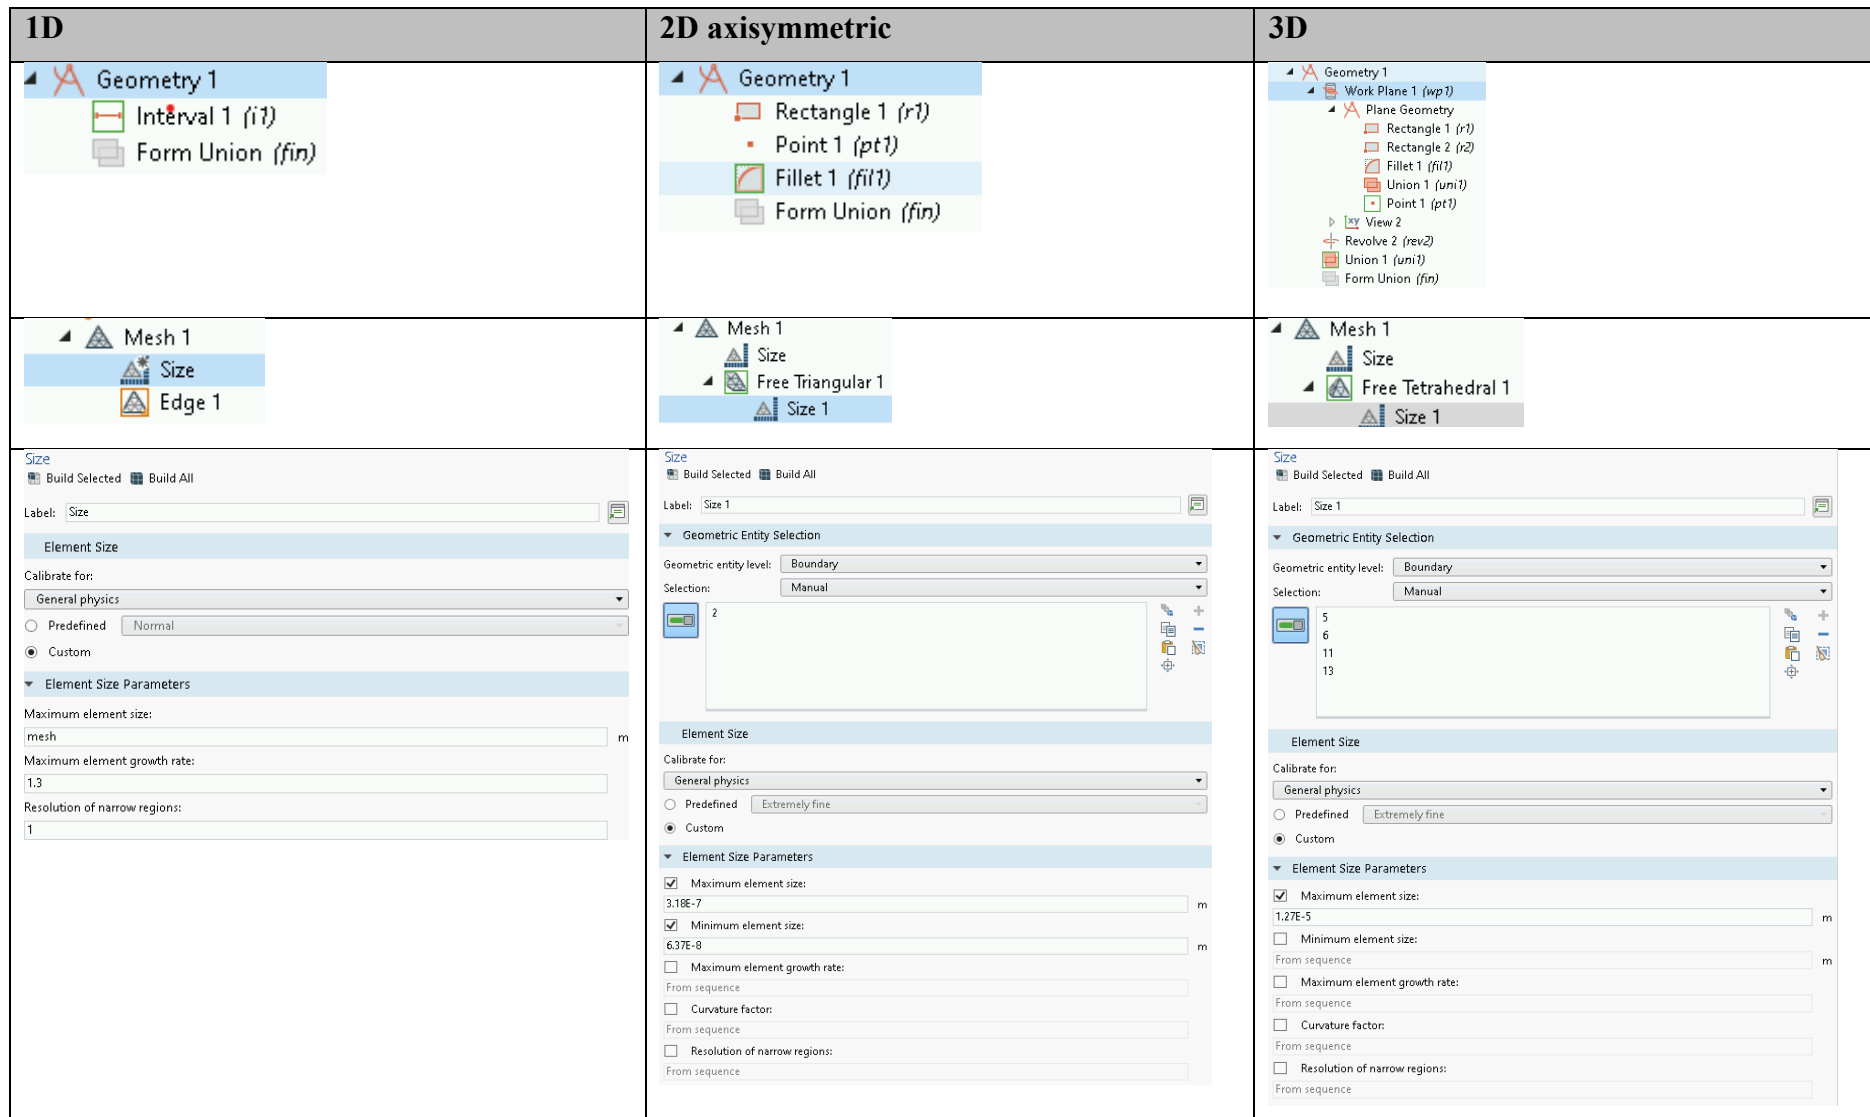 1D
2D axisymmetric
3D
Geometry 1
Interval 1 (i1)
Form Union (fin)
Geometry 1
Rectangle 1 (r1)
Point 1 (pt1)
Fillet 1 (fil1)
Form Union (fin)
Geometry 1
Work Plane 1 (wp1)
Plane Geometry
Rectangle 1 (r1)
Rectangle 2 (r2)
Fillet 1 (fil1)
Union 1 (uni1)
Point 1 (pt1)
xy View 2
Revolve 2 (rev2)
Union 1 (uni1)
Form Union (fin)
Mesh 1
Size
Edge 1
Mesh 1
Size
Free Triangular 1
Size 1
Mesh 1
Size
Free Tetrahedral 1
Size 1
Size
Build Selected Build All
Label: Size
Element Size
Calibrate for:
General physics
Predefined Normal
Custom
Element Size Parameters
Maximum element size:
mesh m
Maximum element growth rate:
1.3
Resolution of narrow regions:
1
Size
Build Selected Build All
Label: Size 1
Geometric Entity Selection
Geometric entity level: Boundary
Selection: Manual
2
Element Size
Calibrate for:
General physics
Predefined Extremely fine
Custom
Element Size Parameters
Maximum element size:
3.18E-7 m
Minimum element size:
6.37E-8 m
Maximum element growth rate:
From sequence
Curvature factor:
From sequence
Resolution of narrow regions:
From sequence
Size
Build Selected Build All
Label: Size 1
Geometric Entity Selection
Geometric entity level: Boundary
Selection: Manual
5
6
11
13
Element Size
Calibrate for:
General physics
Predefined Extremely fine
Custom
Element Size Parameters
Maximum element size:
1.27E-5 m
Minimum element size:
From sequence m
Maximum element growth rate:
From sequence
Curvature factor:
From sequence
Resolution of narrow regions:
From sequence